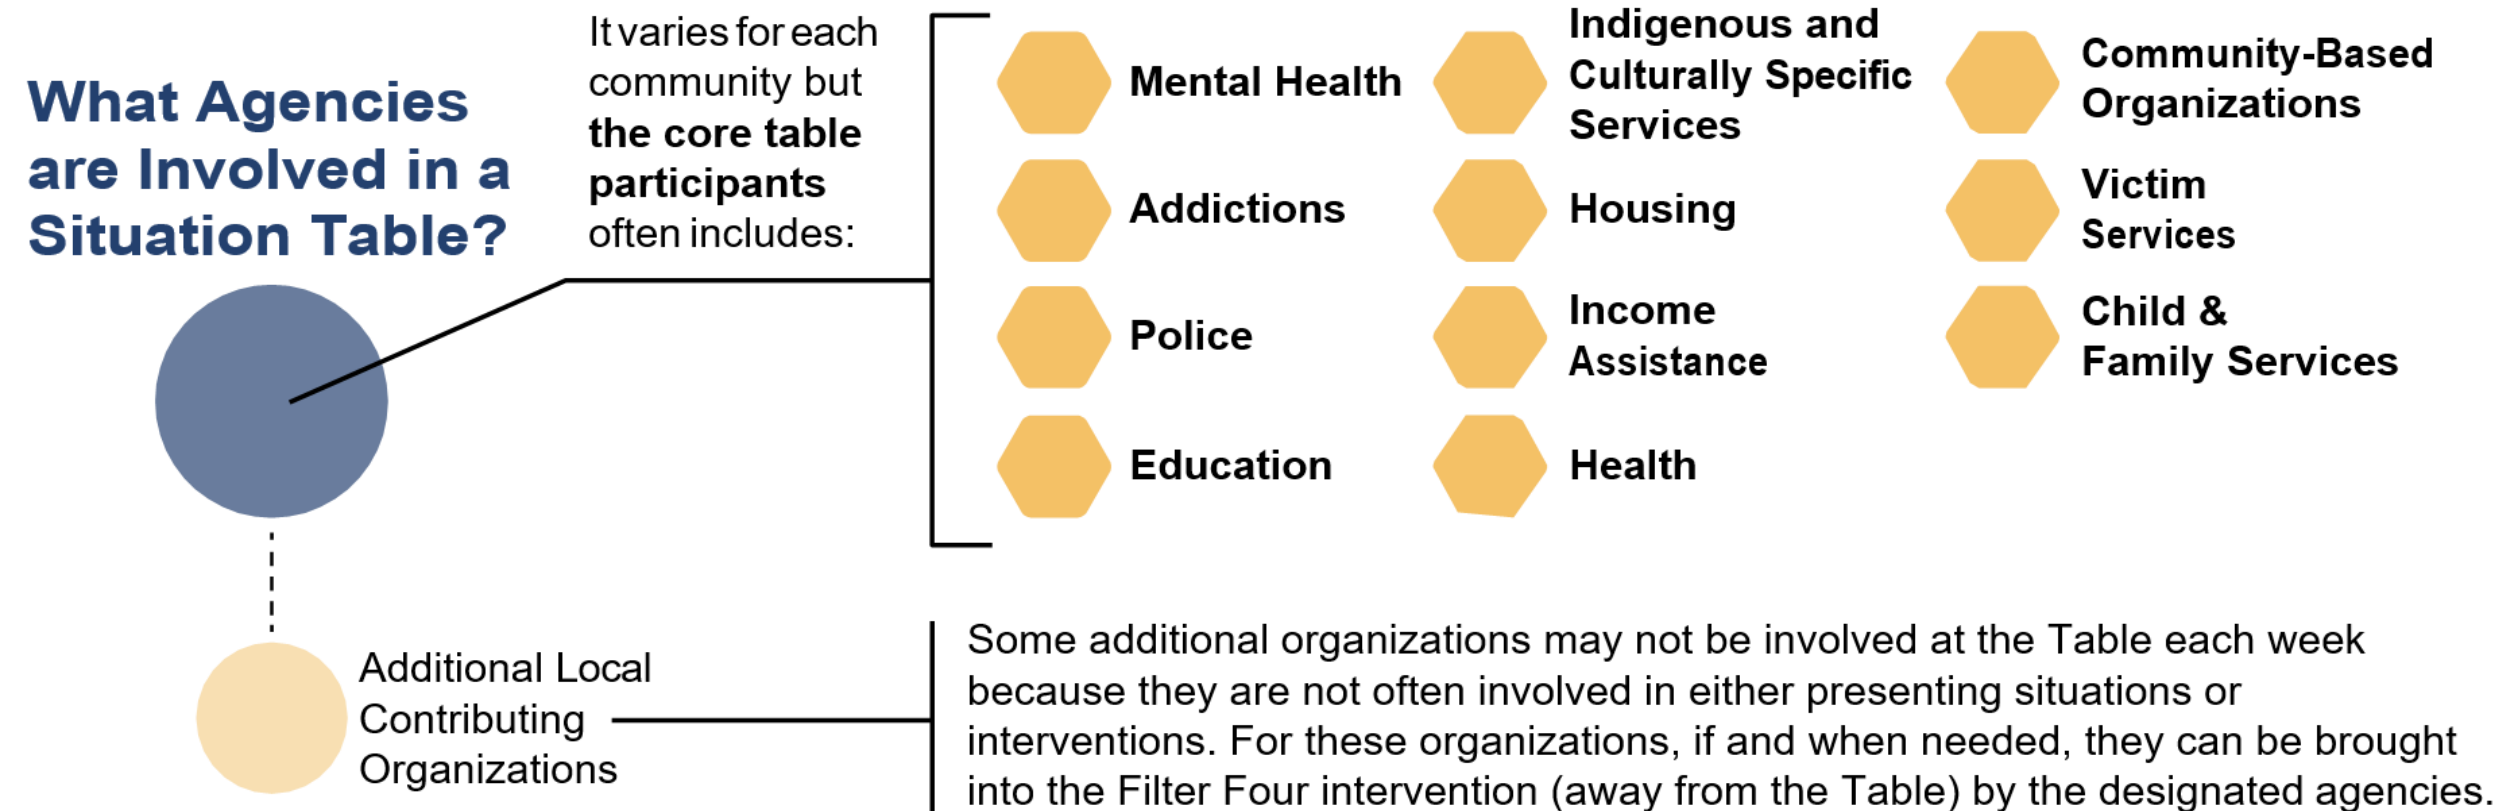 What Agencies
are Involved in a
Situation Table?
It varies for each
community but
the core table
participants
often includes:
Mental Health
Addictions
Police
Education
Indigenous and
Culturally Specific
Services
Housing
Income
Assistance
Health
Community-Based
Organizations
Victim
Services
Child &
Family Services
Additional Local
Contributing
Organizations
Some additional organizations may not be involved at the Table each week
because they are not often involved in either presenting situations or
interventions. For these organizations, if and when needed, they can be brought
into the Filter Four intervention (away from the Table) by the designated agencies.